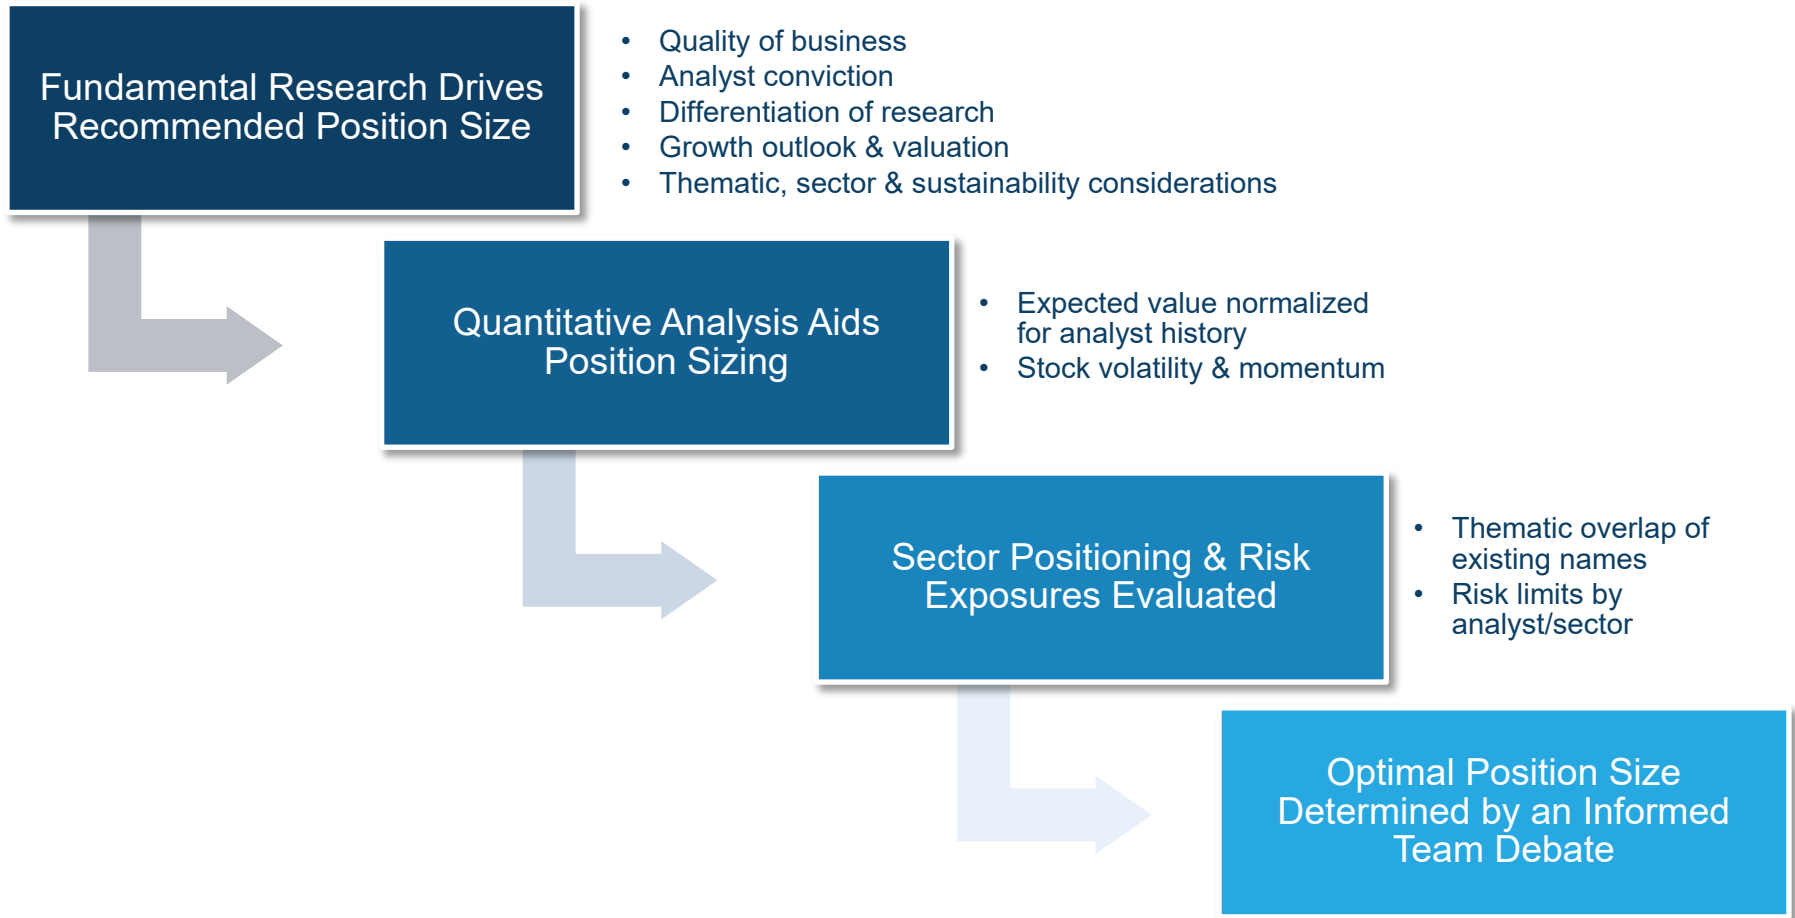 Fundamental Research Drives
Recommended Position Size
• Quality of business
• Analyst conviction
• Differentiation of research
• Growth outlook & valuation
• Thematic, sector & sustainability considerations
Quantitative Analysis Aids
Position Sizing
• Expected value normalized
for analyst history
• Stock volatility & momentum
Sector Positioning & Risk
Exposures Evaluated
• Thematic overlap of
existing names
• Risk limits by
analyst/sector
Optimal Position Size
Determined by an Informed
Team Debate